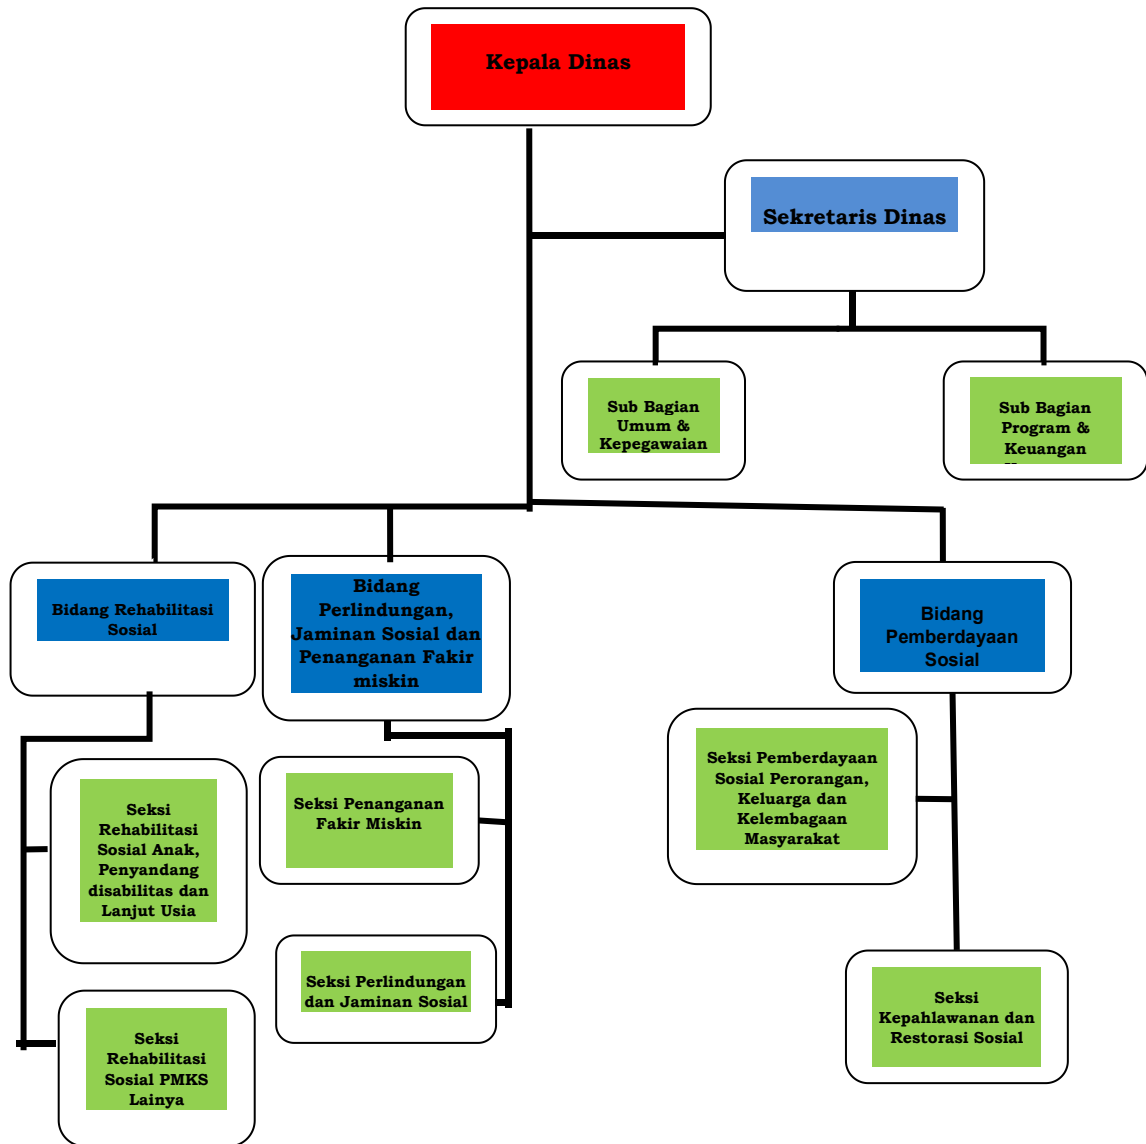 Kepala Dinas
Sekretaris Dinas
Sub Bagian
Umum &
Kepegawaian
Sub Bagian
Program &
Keuangan
Bidang Rehabilitasi
Sosial
Bidang
Perlindungan,
Jaminan Sosial dan
Penanganan Fakir
miskin
Bidang
Pemberdayaan
Sosial
Seksi
Rehabilitasi
Sosial Anak,
Penyandang
disabilitas dan
Lanjut Usia
Seksi Penanganan
Fakir Miskin
Seksi Pemberdayaan
Sosial Perorangan,
Keluarga dan
Kelembagaan
Masyarakat
Seksi Perlindungan
dan Jaminan Sosial
Seksi
Kepahlawanan dan
Restorasi Sosial
Seksi
Rehabilitasi
Sosial PMKS
Lainya